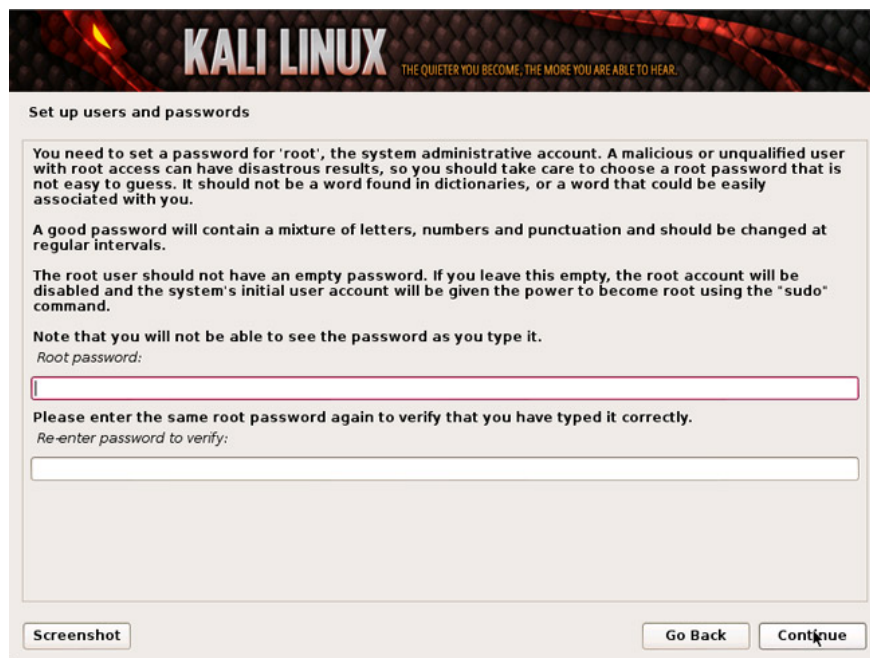 KALI LINUX
THE QUIETER YOU BECOME, THE MORE YOU ARE ABLE TO HEAR.
Set up users and passwords
You need to set a password for 'root', the system administrative account. A malicious or unqualified user
with root access can have disastrous results, so you should take care to choose a root password that is
not easy to guess. It should not be a word found in dictionaries, or a word that could be easily
associated with you.
A good password will contain a mixture of letters, numbers and punctuation and should be changed at
regular intervals.
The root user should not have an empty password. If you leave this empty, the root account will be
disabled and the system's initial user account will be given the power to become root using the "sudo"
command.
Note that you will not be able to see the password as you type it.
Root password:
Please enter the same root password again to verify that you have typed it correctly.
Re-enter password to verify:
Screenshot
Go Back
Continue